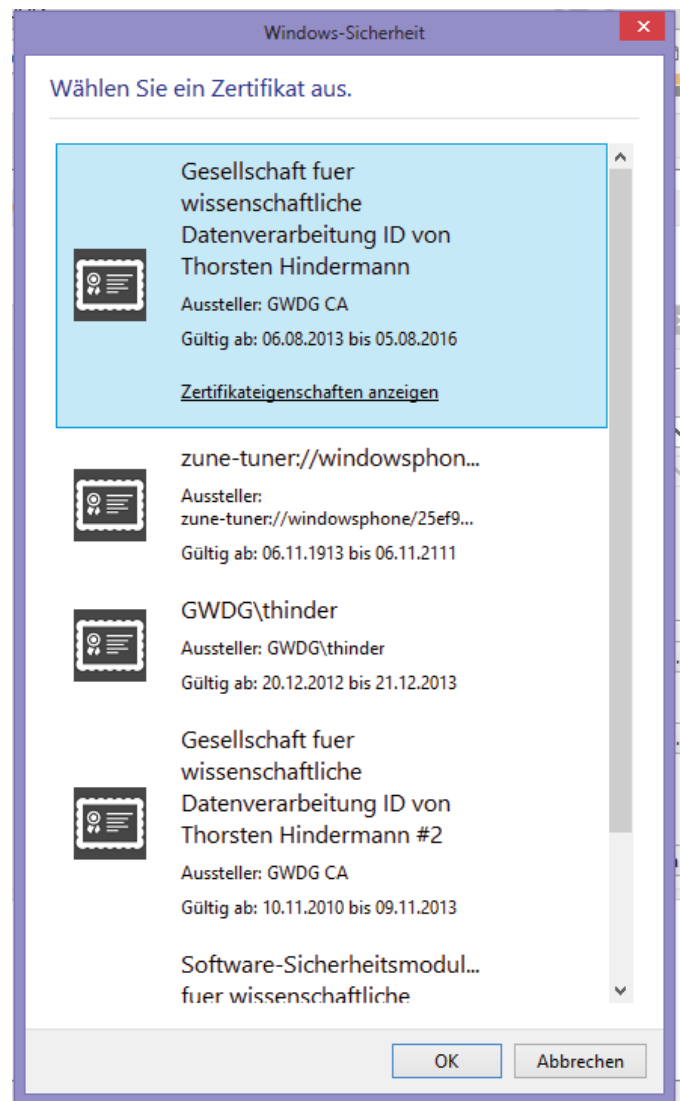 Windows-Sicherheit
Wählen Sie ein Zertifikat aus.
Gesellschaft fuer
wissenschaftliche
Datenverarbeitung ID von
Thorsten Hindermann
Aussteller: GWDG CA
Gültig ab: 06.08.2013 bis 05.08.2016
Zertifikateigenschaften anzeigen
zune-tuner://windowsphon...
Aussteller:
zune-tuner://windowsphone/25ef9...
Gültig ab: 06.11.1913 bis 06.11.2111
GWDG\thinder
Aussteller: GWDG\thinder
Gültig ab: 20.12.2012 bis 21.12.2013
Gesellschaft fuer
wissenschaftliche
Datenverarbeitung ID von
Thorsten Hindermann #2
Aussteller: GWDG CA
Gültig ab: 10.11.2010 bis 09.11.2013
Software-Sicherheitsmodul...
fuer wissenschaftliche
OK Abbrechen